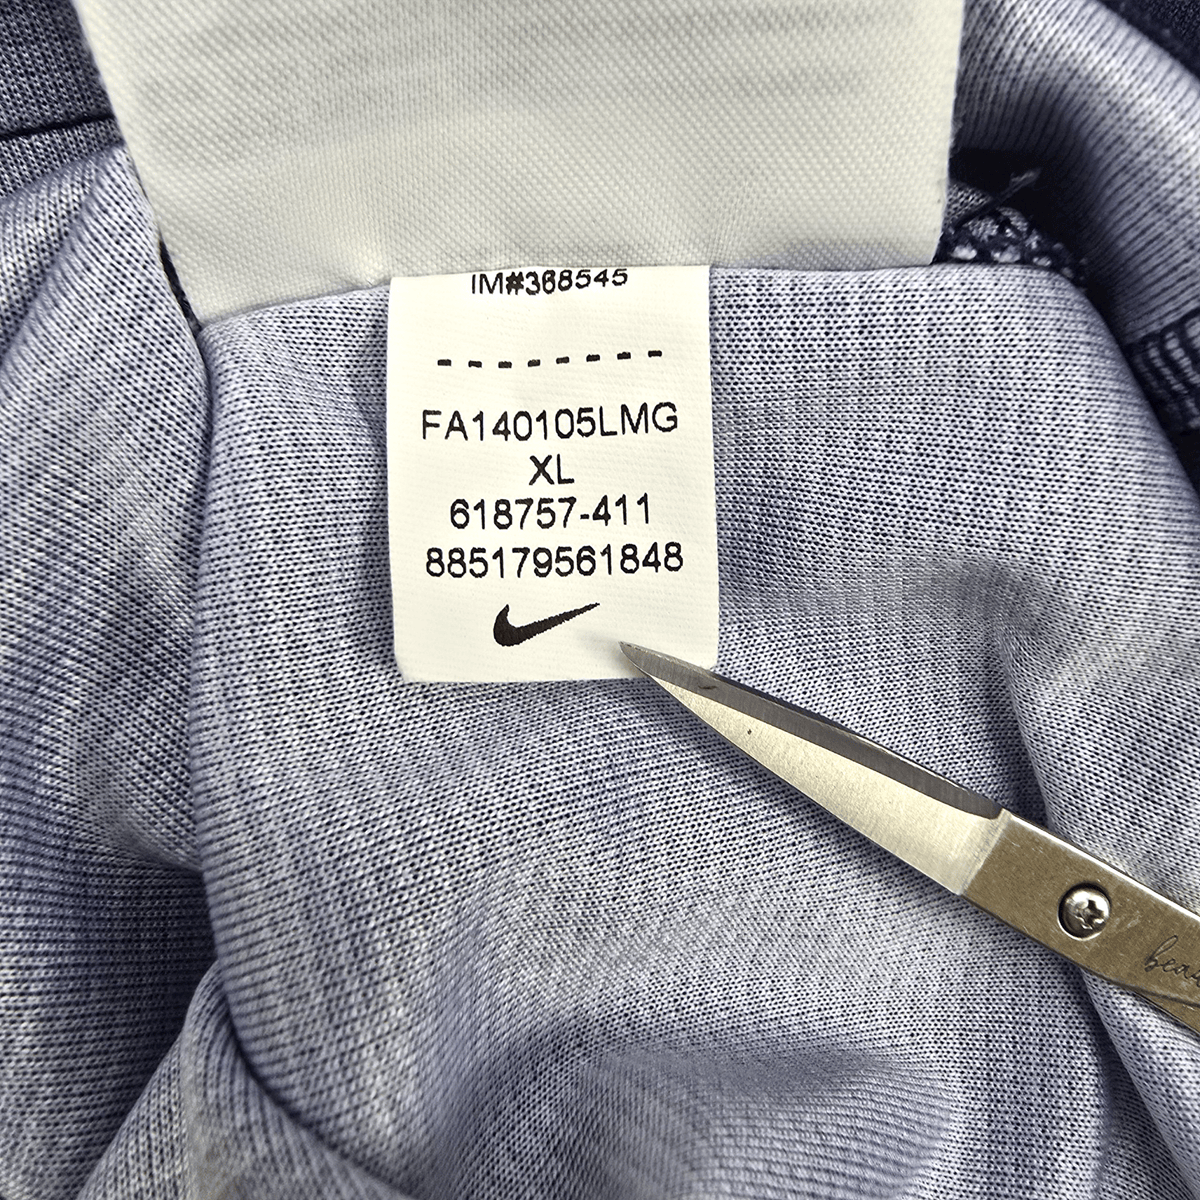 IM#368545
--------
FA140105LMG
XL
618757-411
885179561848